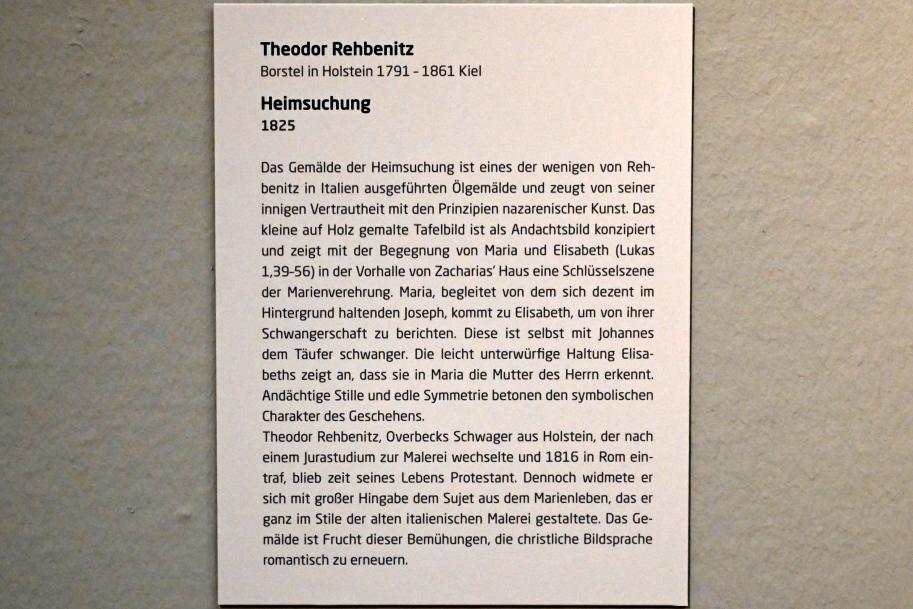 Theodor Rehbenitz
Borstel in Holstein 1791 – 1861 Kiel
Heimsuchung
1825
Das Gemälde der Heimsuchung ist eines der wenigen von Reh-
benitz in Italien ausgeführten Ölgemälde und zeugt von seiner
innigen Vertrautheit mit den Prinzipien nazarenischer Kunst. Das
kleine auf Holz gemalte Tafelbild ist als Andachtsbild konzipiert
und zeigt mit der Begegnung von Maria und Elisabeth (Lukas
1,39-56) in der Vorhalle von Zacharias’ Haus eine Schlüsselszene
der Marienverehrung. Maria, begleitet von dem sich dezent im
Hintergrund haltenden Joseph, kommt zu Elisabeth, um von ihrer
Schwangerschaft zu berichten. Diese ist selbst mit Johannes
dem Täufer schwanger. Die leicht unterwürfige Haltung Elisa-
beths zeigt an, dass sie in Maria die Mutter des Herrn erkennt.
Andächtige Stille und edle Symmetrie betonen den symbolischen
Charakter des Geschehens.
Theodor Rehbenitz, Overbecks Schwager aus Holstein, der nach
einem Jurastudium zur Malerei wechselte und 1816 in Rom ein-
traf, blieb zeit seines Lebens Protestant. Dennoch widmete er
sich mit großer Hingabe dem Sujet aus dem Marienleben, das er
ganz im Stile der alten italienischen Malerei gestaltete. Das Ge-
mälde ist Frucht dieser Bemühungen, die christliche Bildsprache
romantisch zu erneuern.